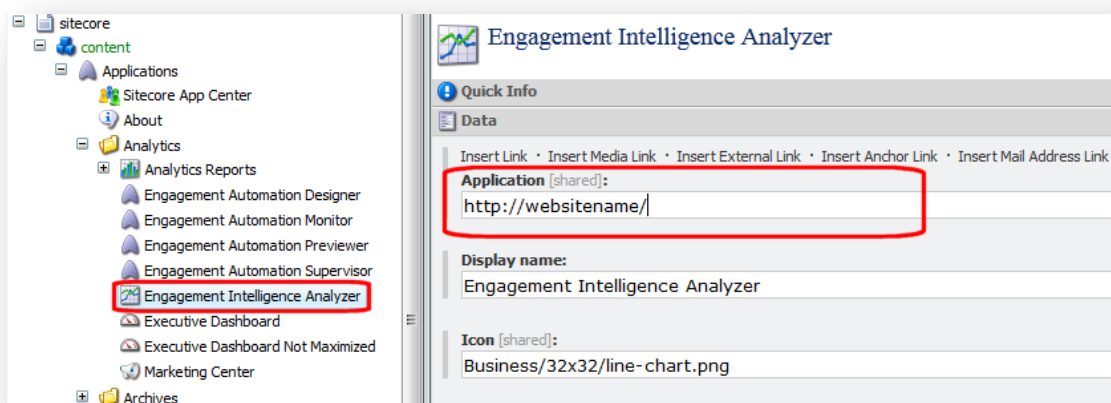 sitecore
content
Applications
Sitecore App Center
About
Analytics
Analytics Reports
Engagement Automation Designer
Engagement Automation Monitor
Engagement Automation Previewer
Engagement Automation Supervisor
Engagement Intelligence Analyzer
Executive Dashboard
Executive Dashboard Not Maximized
Marketing Center
Archives
Engagement Intelligence Analyzer
Quick Info
Data
Insert Link · Insert Media Link · Insert External Link · Insert Anchor Link · Insert Mail Address Link
Application [shared]:
http://websitename/
Display name:
Engagement Intelligence Analyzer
Icon [shared]:
Business/32x32/line-chart.png